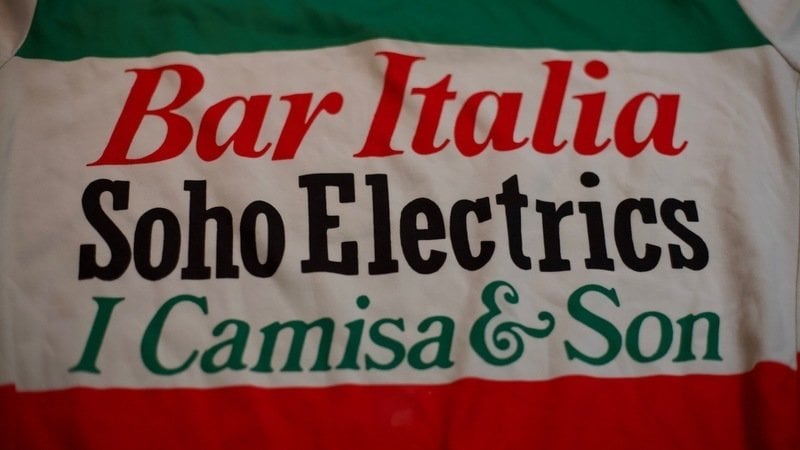 Bar Italia
Soho Electrics
I Camisa & Son